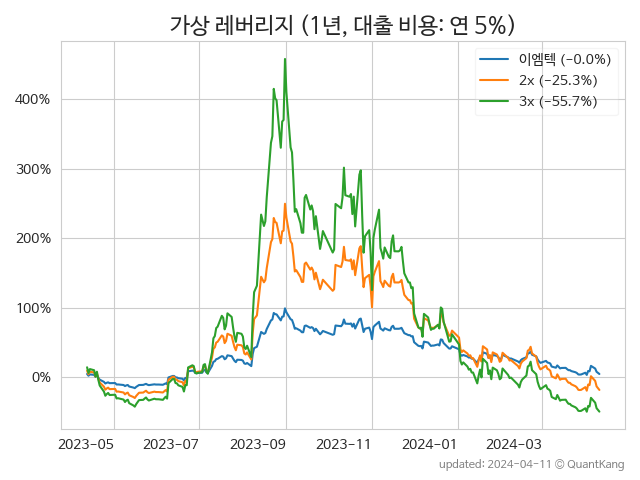 가상 레버리지 (1년, 대출 비용: 연 5%)
이엠텍 (−0.0%)
2x (−25.3%)
3x (−55.7%)
400%
300%
200%
100%
0%
2023−05 2023−07 2023−09 2023−11 2024−01 2024−03
updated: 2024-04-11 © QuantKang